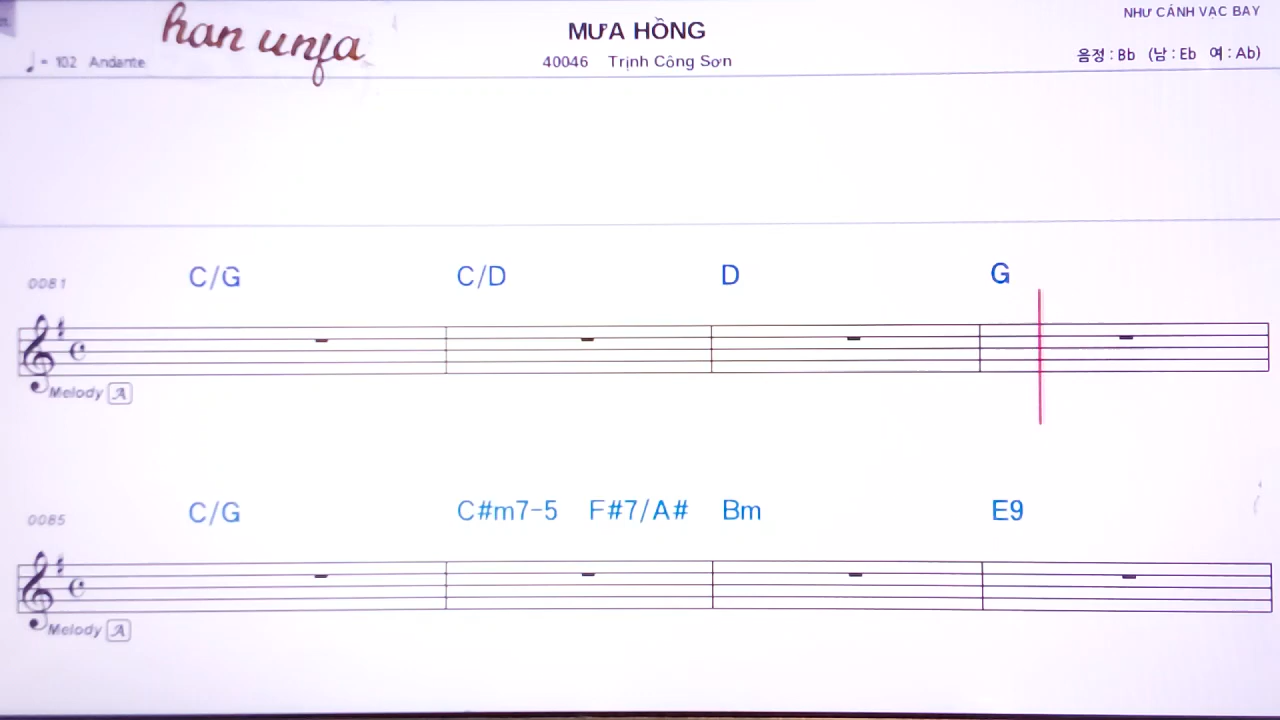 han unfa
MƯA HỒNG
NHƯ CÁNH VẠC BAY
♩ = 102 Andante
40046 Trịnh Công Sơn
음정 : Bb (남 : Eb 여 : Ab)
0081 C/G C/D D G
Melody A
0085 C/G C#m7-5 F#7/A# Bm E9
Melody A